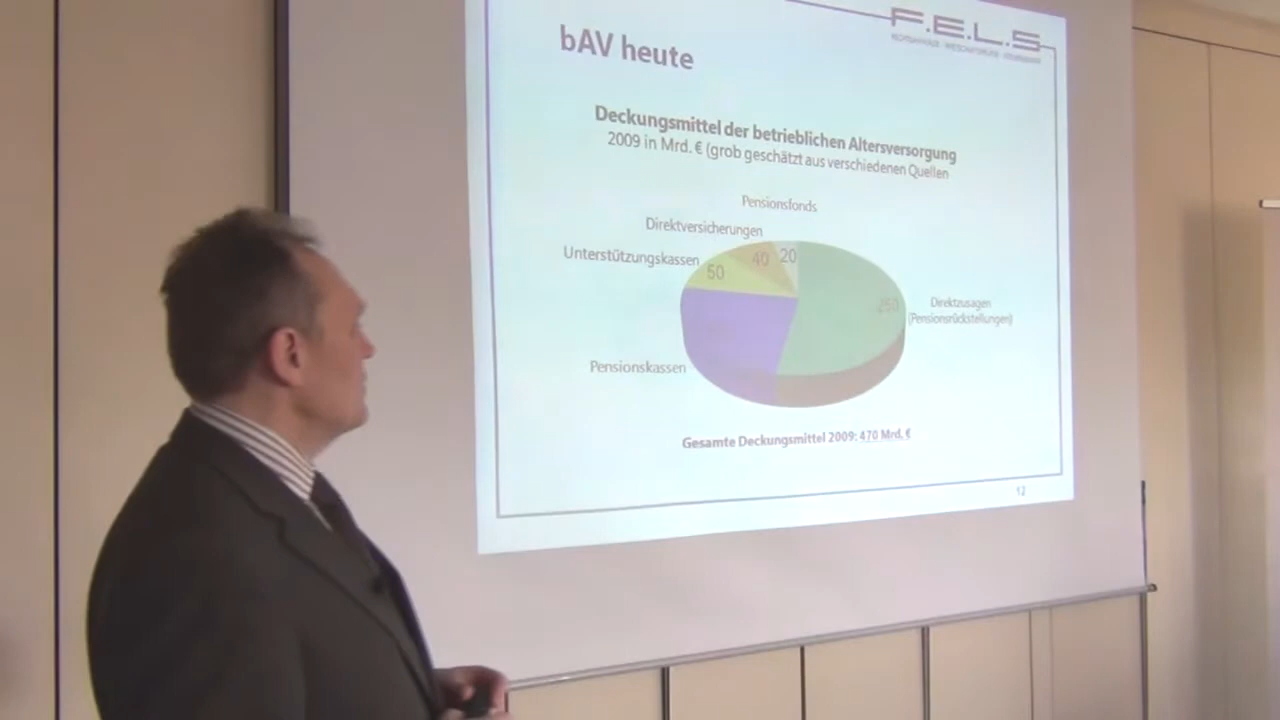 F.E.L.S
bAV heute
Deckungsmittel der betrieblichen Altersversorgung
2009 in Mrd. € (grob geschätzt aus verschiedenen Quellen
Pensionsfonds
Direktversicherungen
Unterstützungskassen
40
20
50
250
Direktzusagen
(Pensionsrückstellungen)
Pensionskassen
Gesamte Deckungsmittel 2009: 470 Mrd. €
12